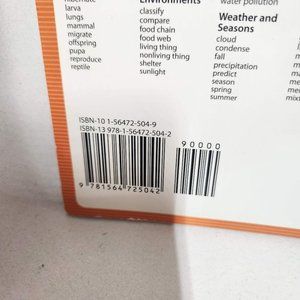 hibernate
larva
lungs
mammal
migrate
offspring
pupa
reproduce
reptile
Environments
classify
compare
food chain
food web
living thing
nonliving thing
shelter
sunlight
water pollution
Weather and
Seasons
cloud
condense
fall
precipitation
predict
season
spring
summer
ISBN-10 1-56472-504-9
ISBN-13 978-1-56472-504-2
90000
9 781564 725042